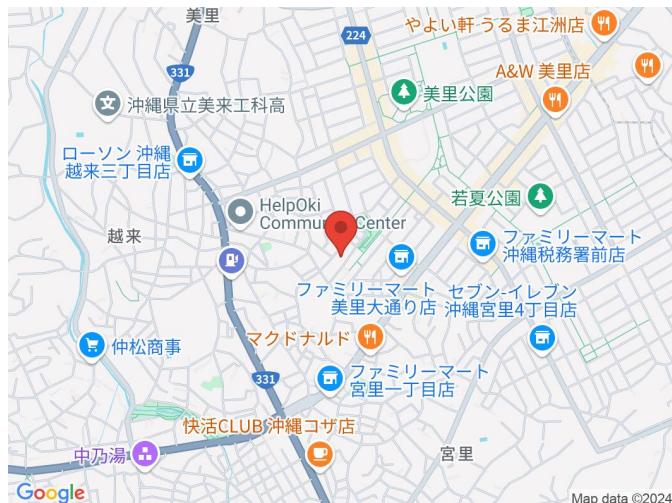 美里
やよい軒 うるま江洲店
224
A&W 美里店
331
美里公園
沖縄県立美来工科高
ローソン 沖縄
越来三丁目店
若夏公園
HelpOki
Community Center
越来
ファミリーマート
沖縄税務署前店
ファミリーマート
美里大通り店
セブン-イレブン
沖縄宮里4丁目店
マクドナルド
仲松商事
ファミリーマート
宮里一丁目店
331
快活CLUB 沖縄コザ店
中乃湯
宮里
Google
Map data ©2024